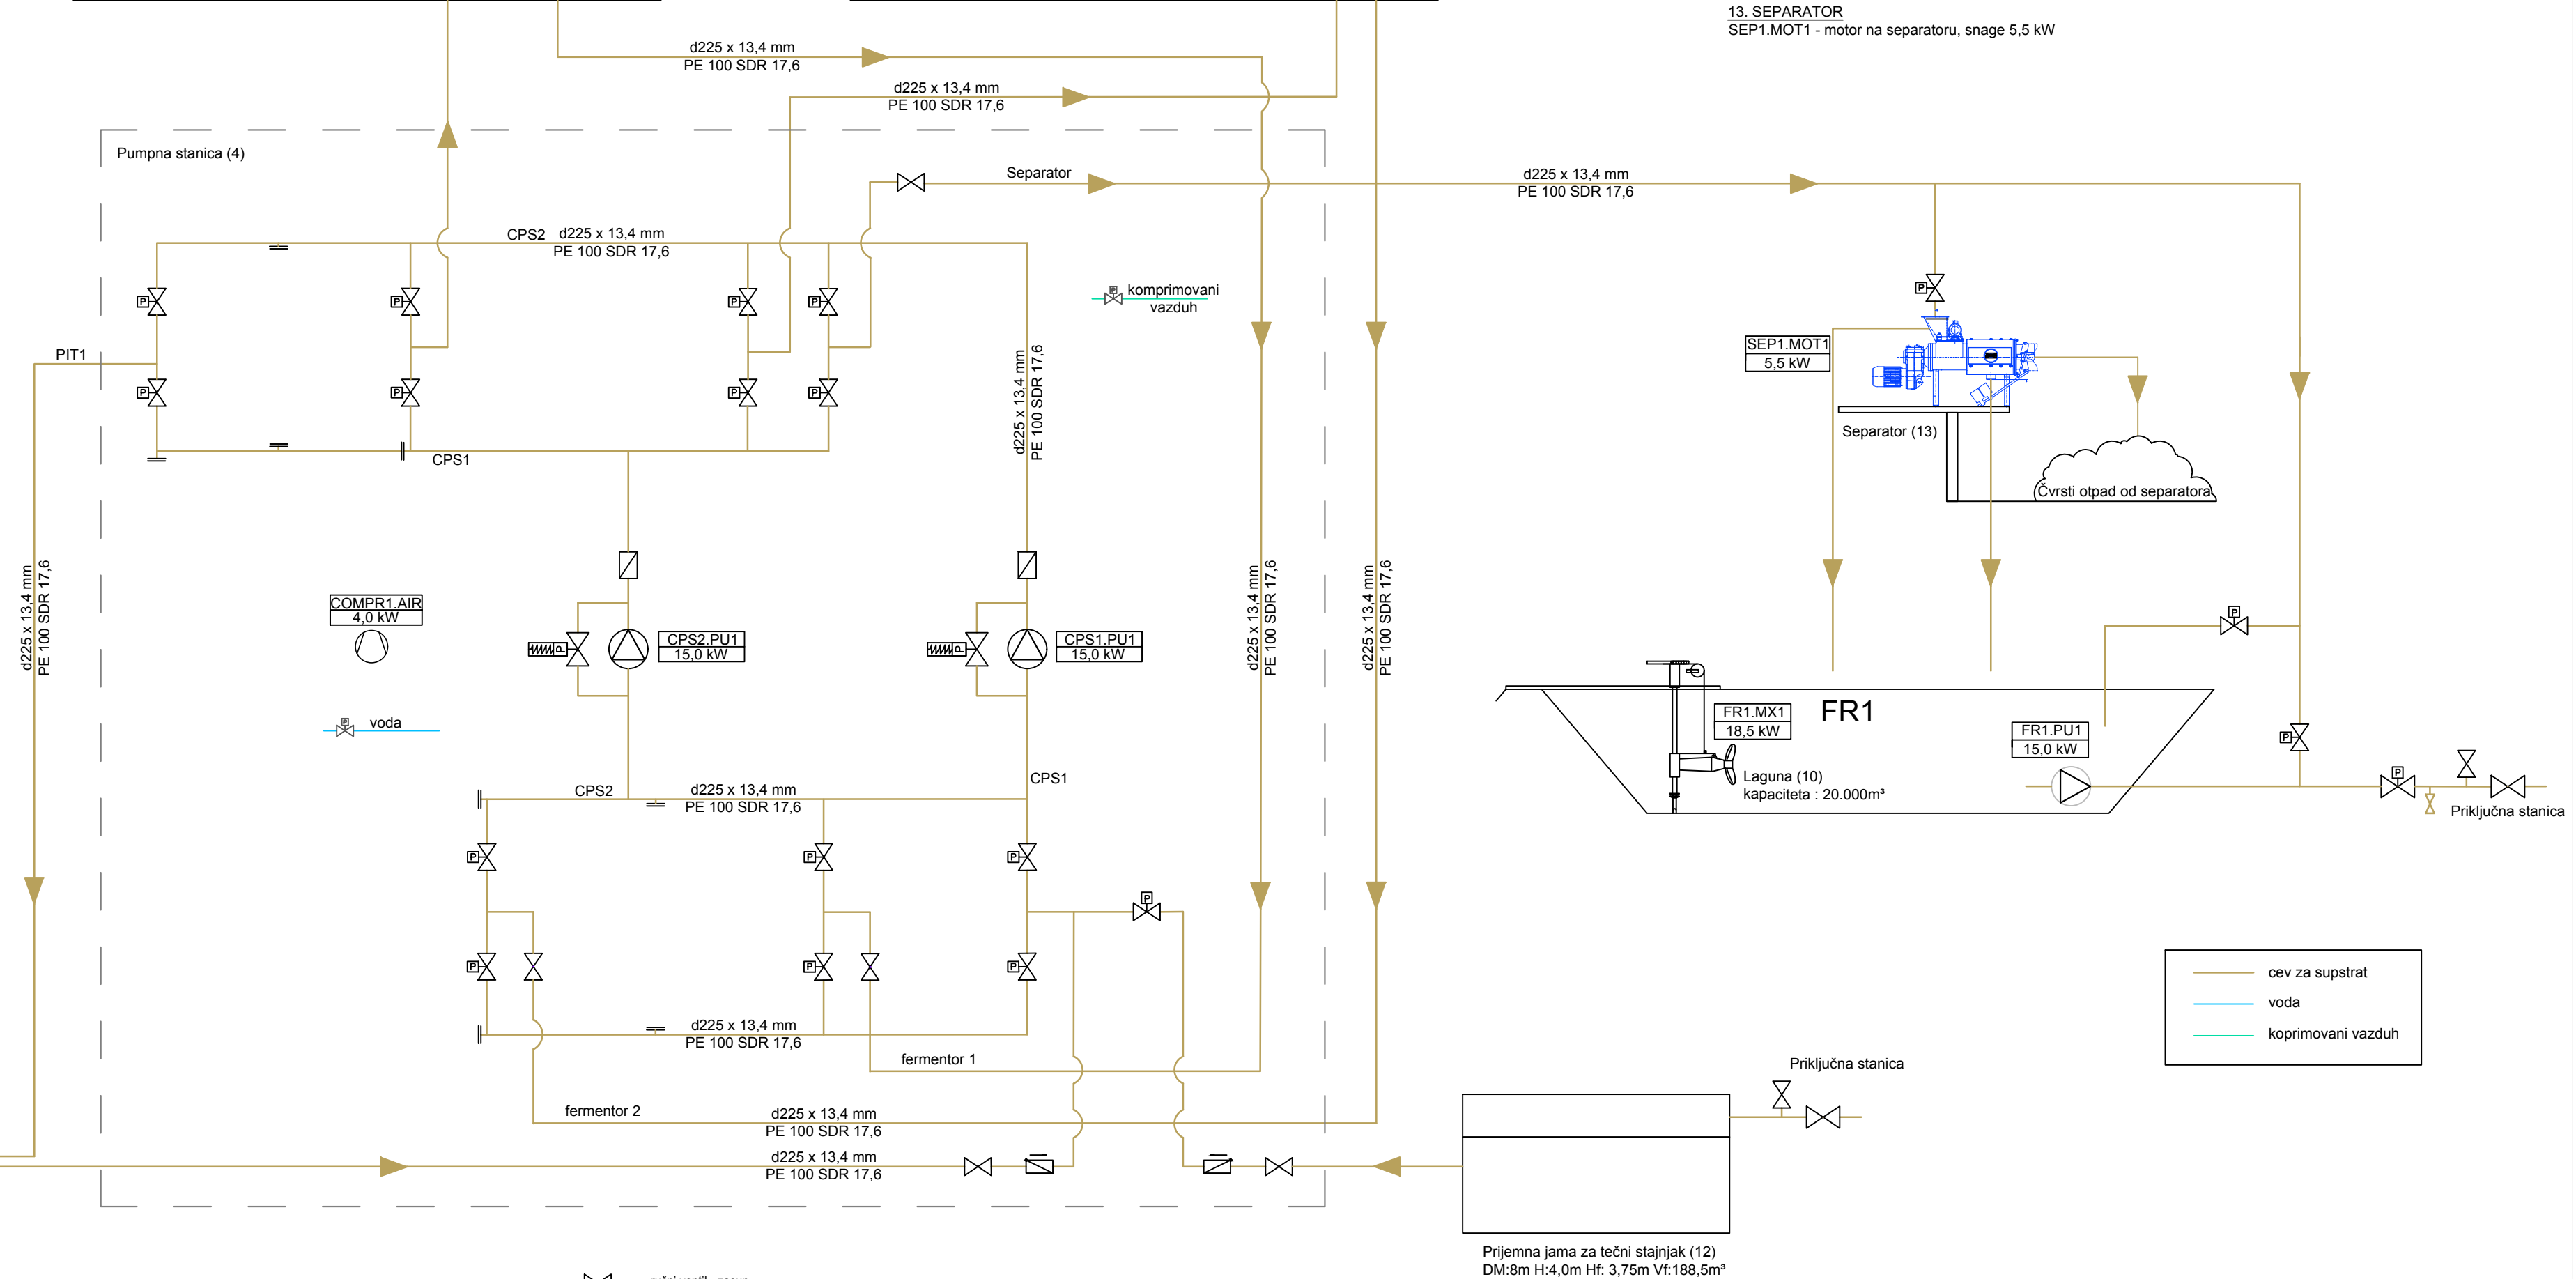 13. SEPARATOR
SEP1.MOT1 - motor na separatoru, snage 5,5 kW
d225 x 13,4 mm
PE 100 SDR 17,6
d225 x 13,4 mm
PE 100 SDR 17,6
Pumpna stanica (4)
Separator
d225 x 13,4 mm
PE 100 SDR 17,6
CPS2
d225 x 13,4 mm
PE 100 SDR 17,6
P
P
P
P
P
komprimovani
vazduh
P
PIT1
P
P
P
P
d225 x 13,4 mm
PE 100 SDR 17,6
SEP1.MOT1
5,5 kW
Separator (13)
CPS1
Čvrsti otpad od separatora
d225 x 13,4 mm
PE 100 SDR 17,6
COMPR1.AIR
4,0 kW
P
CPS2.PU1
15,0 kW
P
CPS1.PU1
15,0 kW
d225 x 13,4 mm
PE 100 SDR 17,6
d225 x 13,4 mm
PE 100 SDR 17,6
P
P
voda
FR1.MX1
18,5 kW
FR1
FR1.PU1
15,0 kW
P
Laguna (10)
kapaciteta : 20.000m³
P
Priključna stanica
CPS1
CPS2
d225 x 13,4 mm
PE 100 SDR 17,6
P
P
P
P
P
P
P
cev za supstrat
voda
koprimovani vazduh
d225 x 13,4 mm
PE 100 SDR 17,6
fermentor 1
Priključna stanica
fermentor 2
d225 x 13,4 mm
PE 100 SDR 17,6
d225 x 13,4 mm
PE 100 SDR 17,6
Prijemna jama za tečni stajnjak (12)
DM:8m H:4,0m Hf: 3,75m Vf:188,5m³